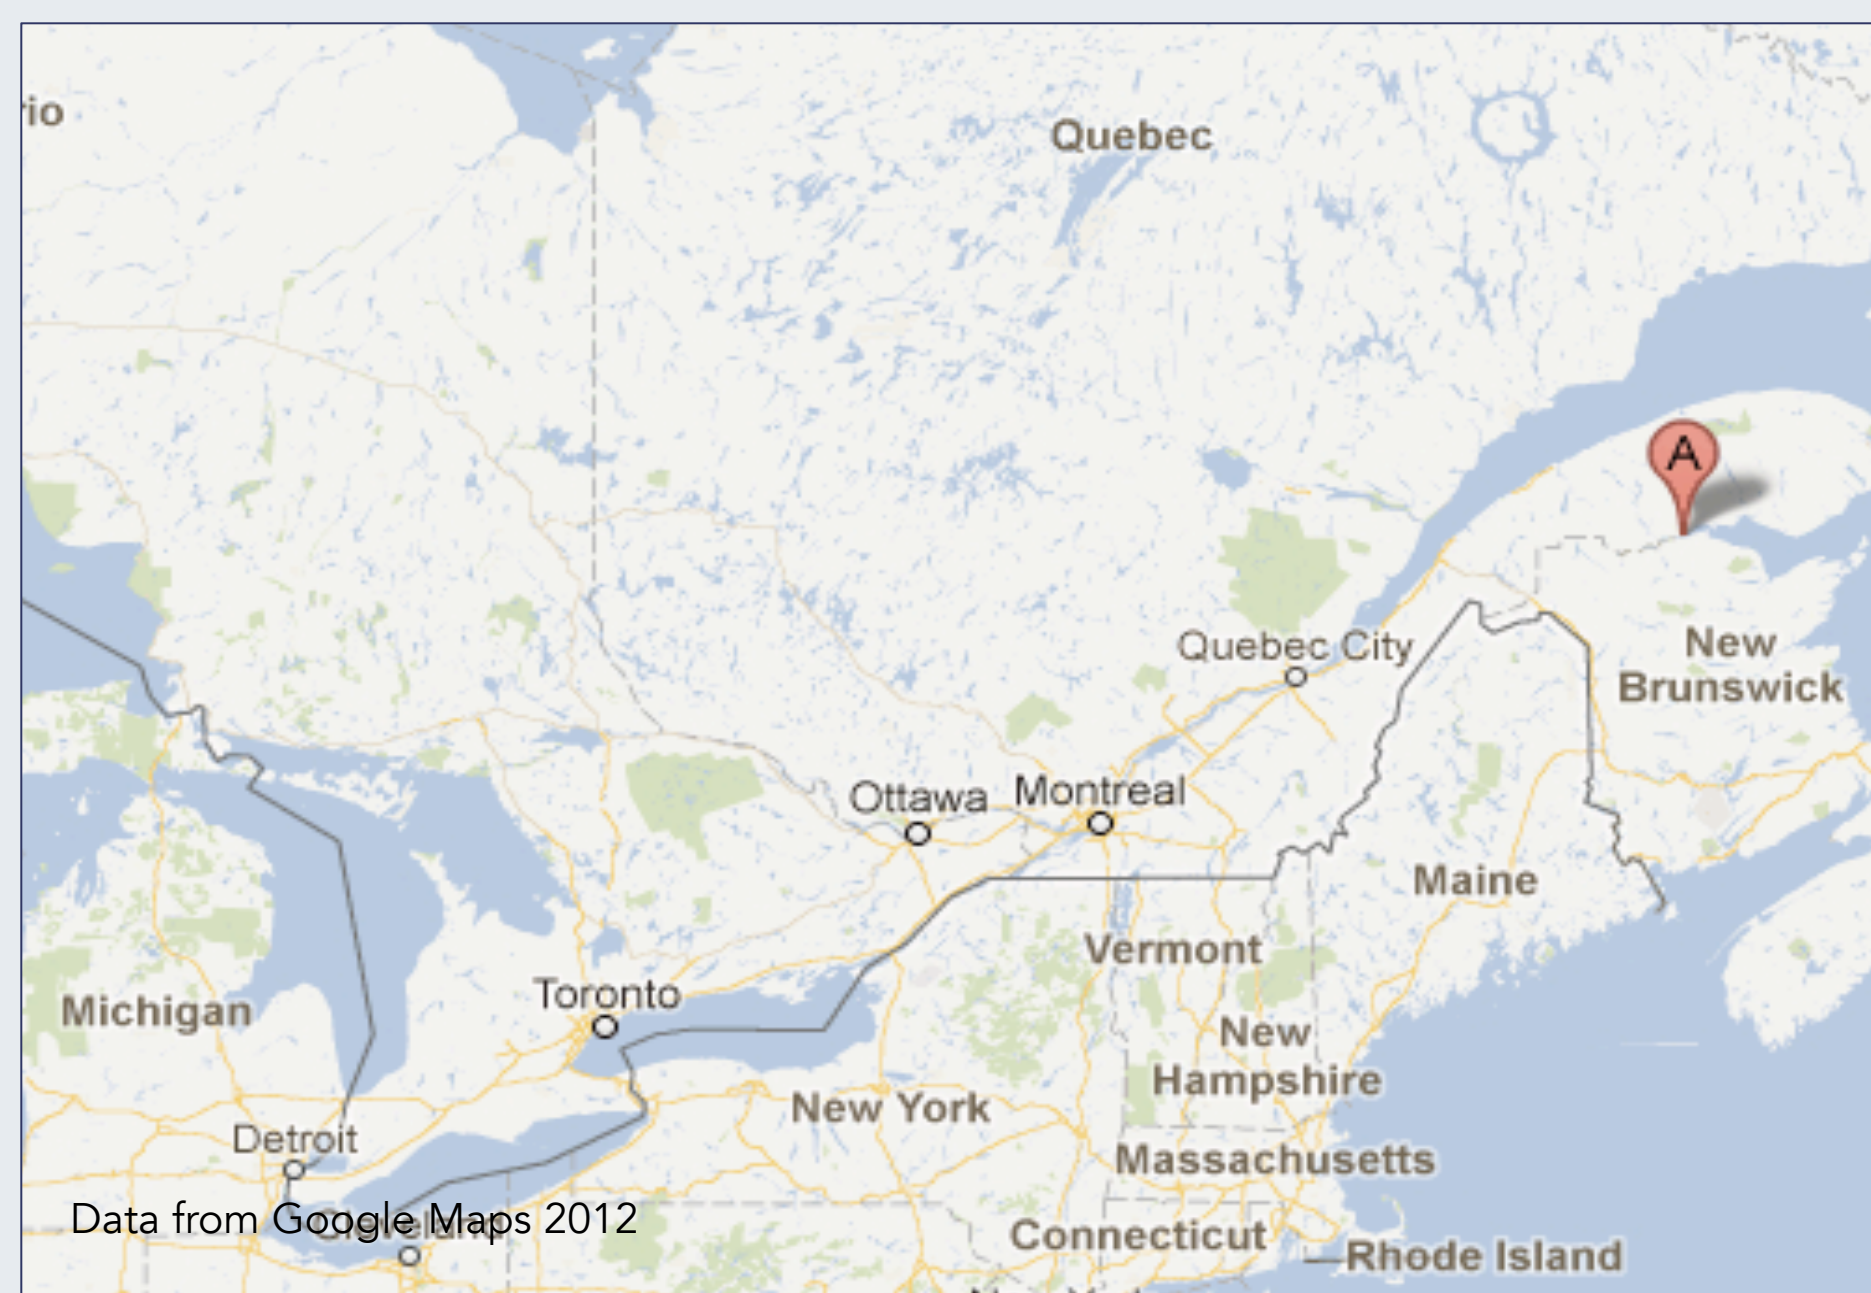 rio
Quebec
A
Quebec City
New
Brunswick
Ottawa
Montreal
Maine
Vermont
Toronto
Michigan
New
Hampshire
New York
Detroit
Massachusetts
Data from Google Maps 2012
Cleveland
Connecticut
Rhode Island